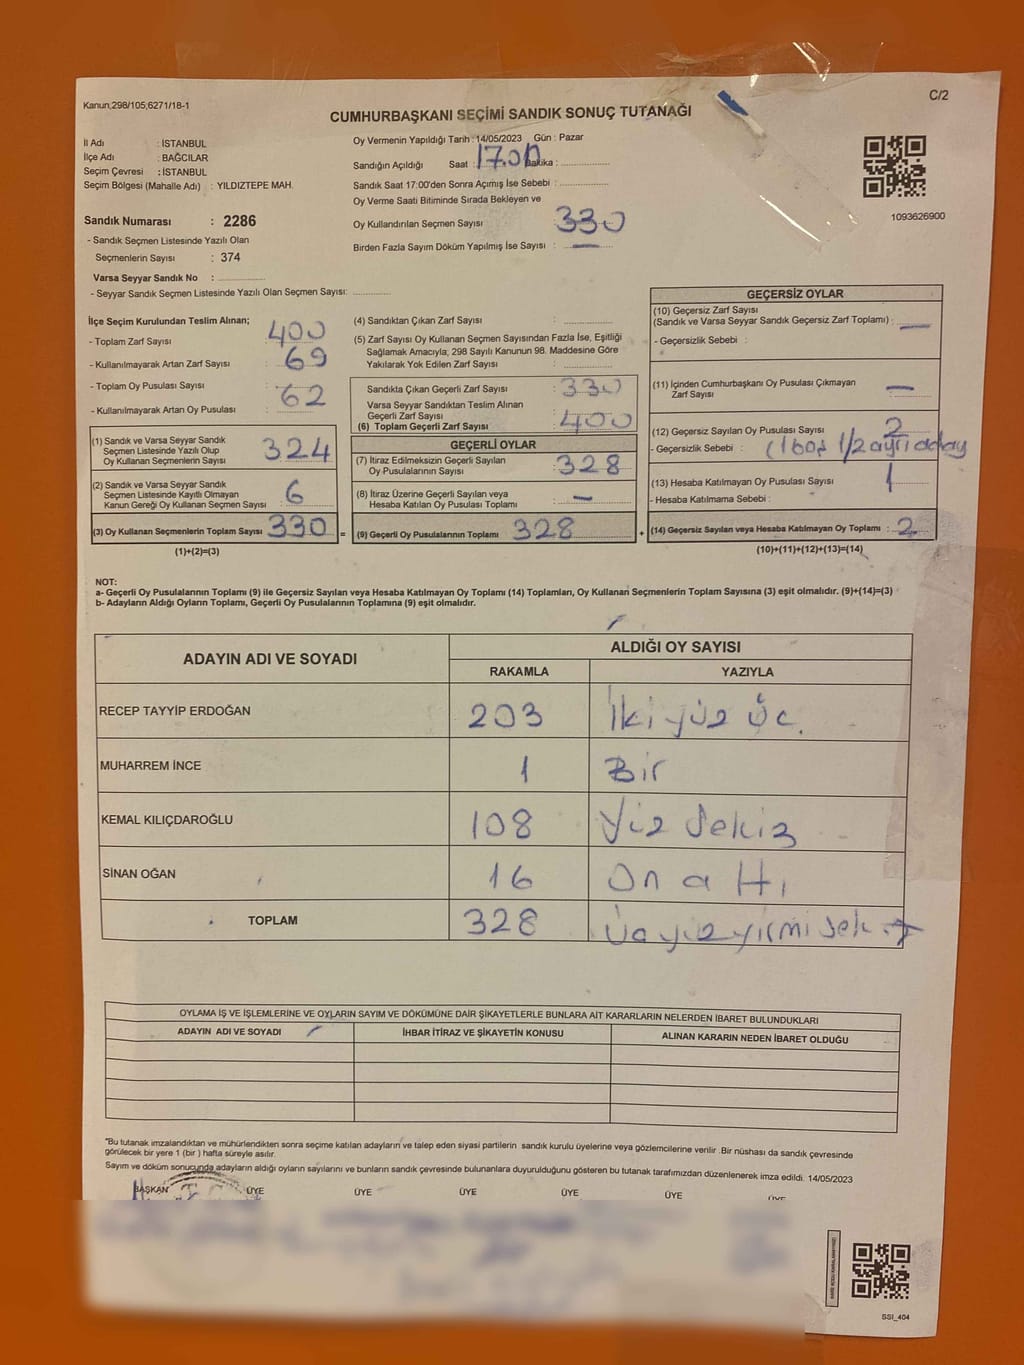 Kanun,298/105;6271/18-1
C/2
CUMHURBAŞKANI SEÇİMİ SANDIK SONUÇ TUTANAĞI
İl Adı : İSTANBUL
İlçe Adı : BAĞCILAR
Seçim Çevresi : İSTANBUL
Seçim Bölgesi (Mahalle Adı) : YILDIZTEPE MAH.
Sandık Numarası : 2286
- Sandık Seçmen Listesinde Yazılı Olan
Seçmenlerin Sayısı : 374
Varsa Seyyar Sandık No :
- Seyyar Sandık Seçmen Listesinde Yazılı Olan Seçmen Sayısı:
Oy Vermenin Yapıldığı Tarih : 14/05/2023 Gün : Pazar
Sandığın Açıldığı Saat : 17.00 Dakika :
Sandık Saat 17:00'den Sonra Açımış İse Sebebi :
Oy Verme Saati Bitiminde Sırada Bekleyen ve
Oy Kullandırılan Seçmen Sayısı : 330
Birden Fazla Sayım Döküm Yapılmış İse Sayısı : —
1093626900
İlçe Seçim Kurulundan Teslim Alınan;
- Toplam Zarf Sayısı : 400
- Kullanılmayarak Artan Zarf Sayısı : 69
- Toplam Oy Pusulası Sayısı : 62
- Kullanılmayarak Artan Oy Pusulası :
(1) Sandık ve Varsa Seyyar Sandık
Seçmen Listesinde Yazılı Olup
Oy Kullanan Seçmenlerin Sayısı : 324
(2) Sandık ve Varsa Seyyar Sandık
Seçmen Listesinde Kayıtlı Olmayan
Kanun Gereği Oy Kullanan Seçmen Sayısı : 6
(3) Oy Kullanan Seçmenlerin Toplam Sayısı : 330 =
(1)+(2)=(3)
(4) Sandıktan Çıkan Zarf Sayısı :
(5) Zarf Sayısı Oy Kullanan Seçmen Sayısından Fazla İse, Eşitliği
Sağlamak Amacıyla, 298 Sayılı Kanunun 98. Maddesine Göre
Yakılarak Yok Edilen Zarf Sayısı :
Sandıkta Çıkan Geçerli Zarf Sayısı : 330
Varsa Seyyar Sandıktan Teslim Alınan
Geçerli Zarf Sayısı :
(6) Toplam Geçerli Zarf Sayısı : 400
GEÇERLİ OYLAR
(7) İtiraz Edilmeksizin Geçerli Sayılan
Oy Pusulalarının Sayısı : 328
(8) İtiraz Üzerine Geçerli Sayılan veya
Hesaba Katılan Oy Pusulası Toplamı : —
(9) Geçerli Oy Pusulalarının Toplamı 328 +
GEÇERSİZ OYLAR
(10) Geçersiz Zarf Sayısı
(Sandık ve Varsa Seyyar Sandık Geçersiz Zarf Toplamı) : —
- Geçersizlik Sebebi :
(11) İçinden Cumhurbaşkanı Oy Pusulası Çıkmayan
Zarf Sayısı : —
(12) Geçersiz Sayılan Oy Pusulası Sayısı : 2
- Geçersizlik Sebebi : (1 boş 1/2 ayrı aday
(13) Hesaba Katılmayan Oy Pusulası Sayısı : 1
- Hesaba Katılmama Sebebi :
(14) Geçersiz Sayılan veya Hesaba Katılmayan Oy Toplamı : 2
(10)+(11)+(12)+(13)=(14)
NOT:
a- Geçerli Oy Pusulalarının Toplamı (9) ile Geçersiz Sayılan veya Hesaba Katılmayan Oy Toplamı (14) Toplamları, Oy Kullanan Seçmenlerin Toplam Sayısına (3) eşit olmalıdır. (9)+(14)=(3)
b- Adayların Aldığı Oyların Toplamı, Geçerli Oy Pusulalarının Toplamına (9) eşit olmalıdır.
ADAYIN ADI VE SOYADI
ALDIĞI OY SAYISI
RAKAMLA YAZIYLA
RECEP TAYYİP ERDOĞAN 203 İki yüz üc.
MUHARREM İNCE 1 Bir
KEMAL KILIÇDAROĞLU 108 Yüz Sekiz
SİNAN OĞAN 16 On altı
TOPLAM 328 Üc yüz yirmi sekiz
OYLAMA İŞ VE İŞLEMLERİNE VE OYLARIN SAYIM VE DÖKÜMÜNE DAİR ŞİKAYETLERLE BUNLARA AİT KARARLARIN NELERDEN İBARET BULUNDUKLARI
ADAYIN ADI VE SOYADI İHBAR İTİRAZ VE ŞİKAYETİN KONUSU ALINAN KARARIN NEDEN İBARET OLDUĞU
"Bu tutanak imzalandıktan ve mühürlendikten sonra seçime katılan adayların ve talep eden siyasi partilerin sandık kurulu üyelerine veya gözlemcilerine verilir .Bir nüshası da sandık çevresinde
görülecek bir yere 1 (bir ) hafta süreyle asılır.
Sayım ve döküm sonucunda adayların aldığı oyların sayılarını ve bunların sandık çevresinde bulunanlara duyurulduğunu gösteren bu tutanak tarafımızdan düzenlenerek imza edildi. 14/05/2023
BAŞKAN ÜYE ÜYE ÜYE ÜYE ÜYE ÜYE
SSI_404